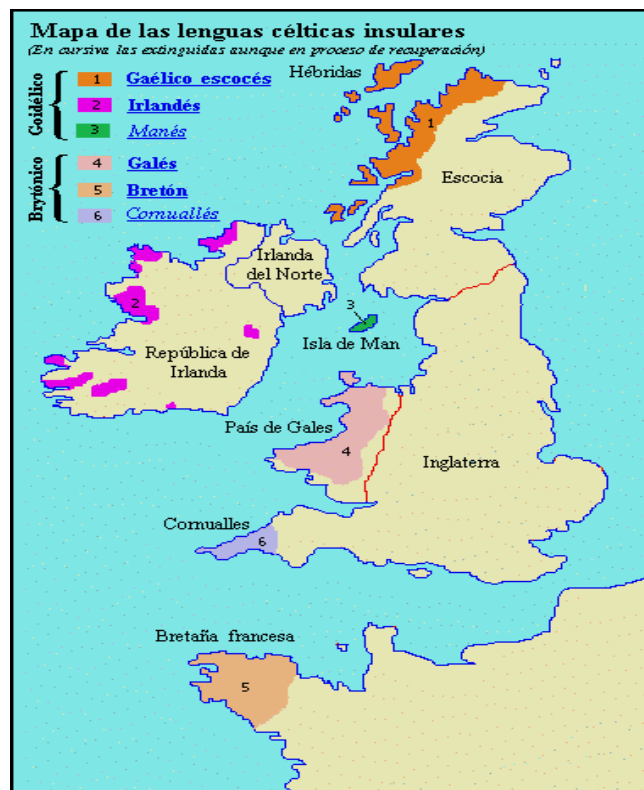 Mapa de las lenguas célticas insulares
(En cursiva las extinguidas aunque en proceso de recuperación)
Goidélico
1 Gaélico escocés
2 Irlandés
3 Manés
Brytónico
4 Galés
5 Bretón
6 Cornuallés
Hébridas
1
Escocia
Irlanda
del Norte
2
3
República de
Irlanda
Isla de Man
País de Gales
4
Inglaterra
Cornualles
6
Bretaña francesa
5